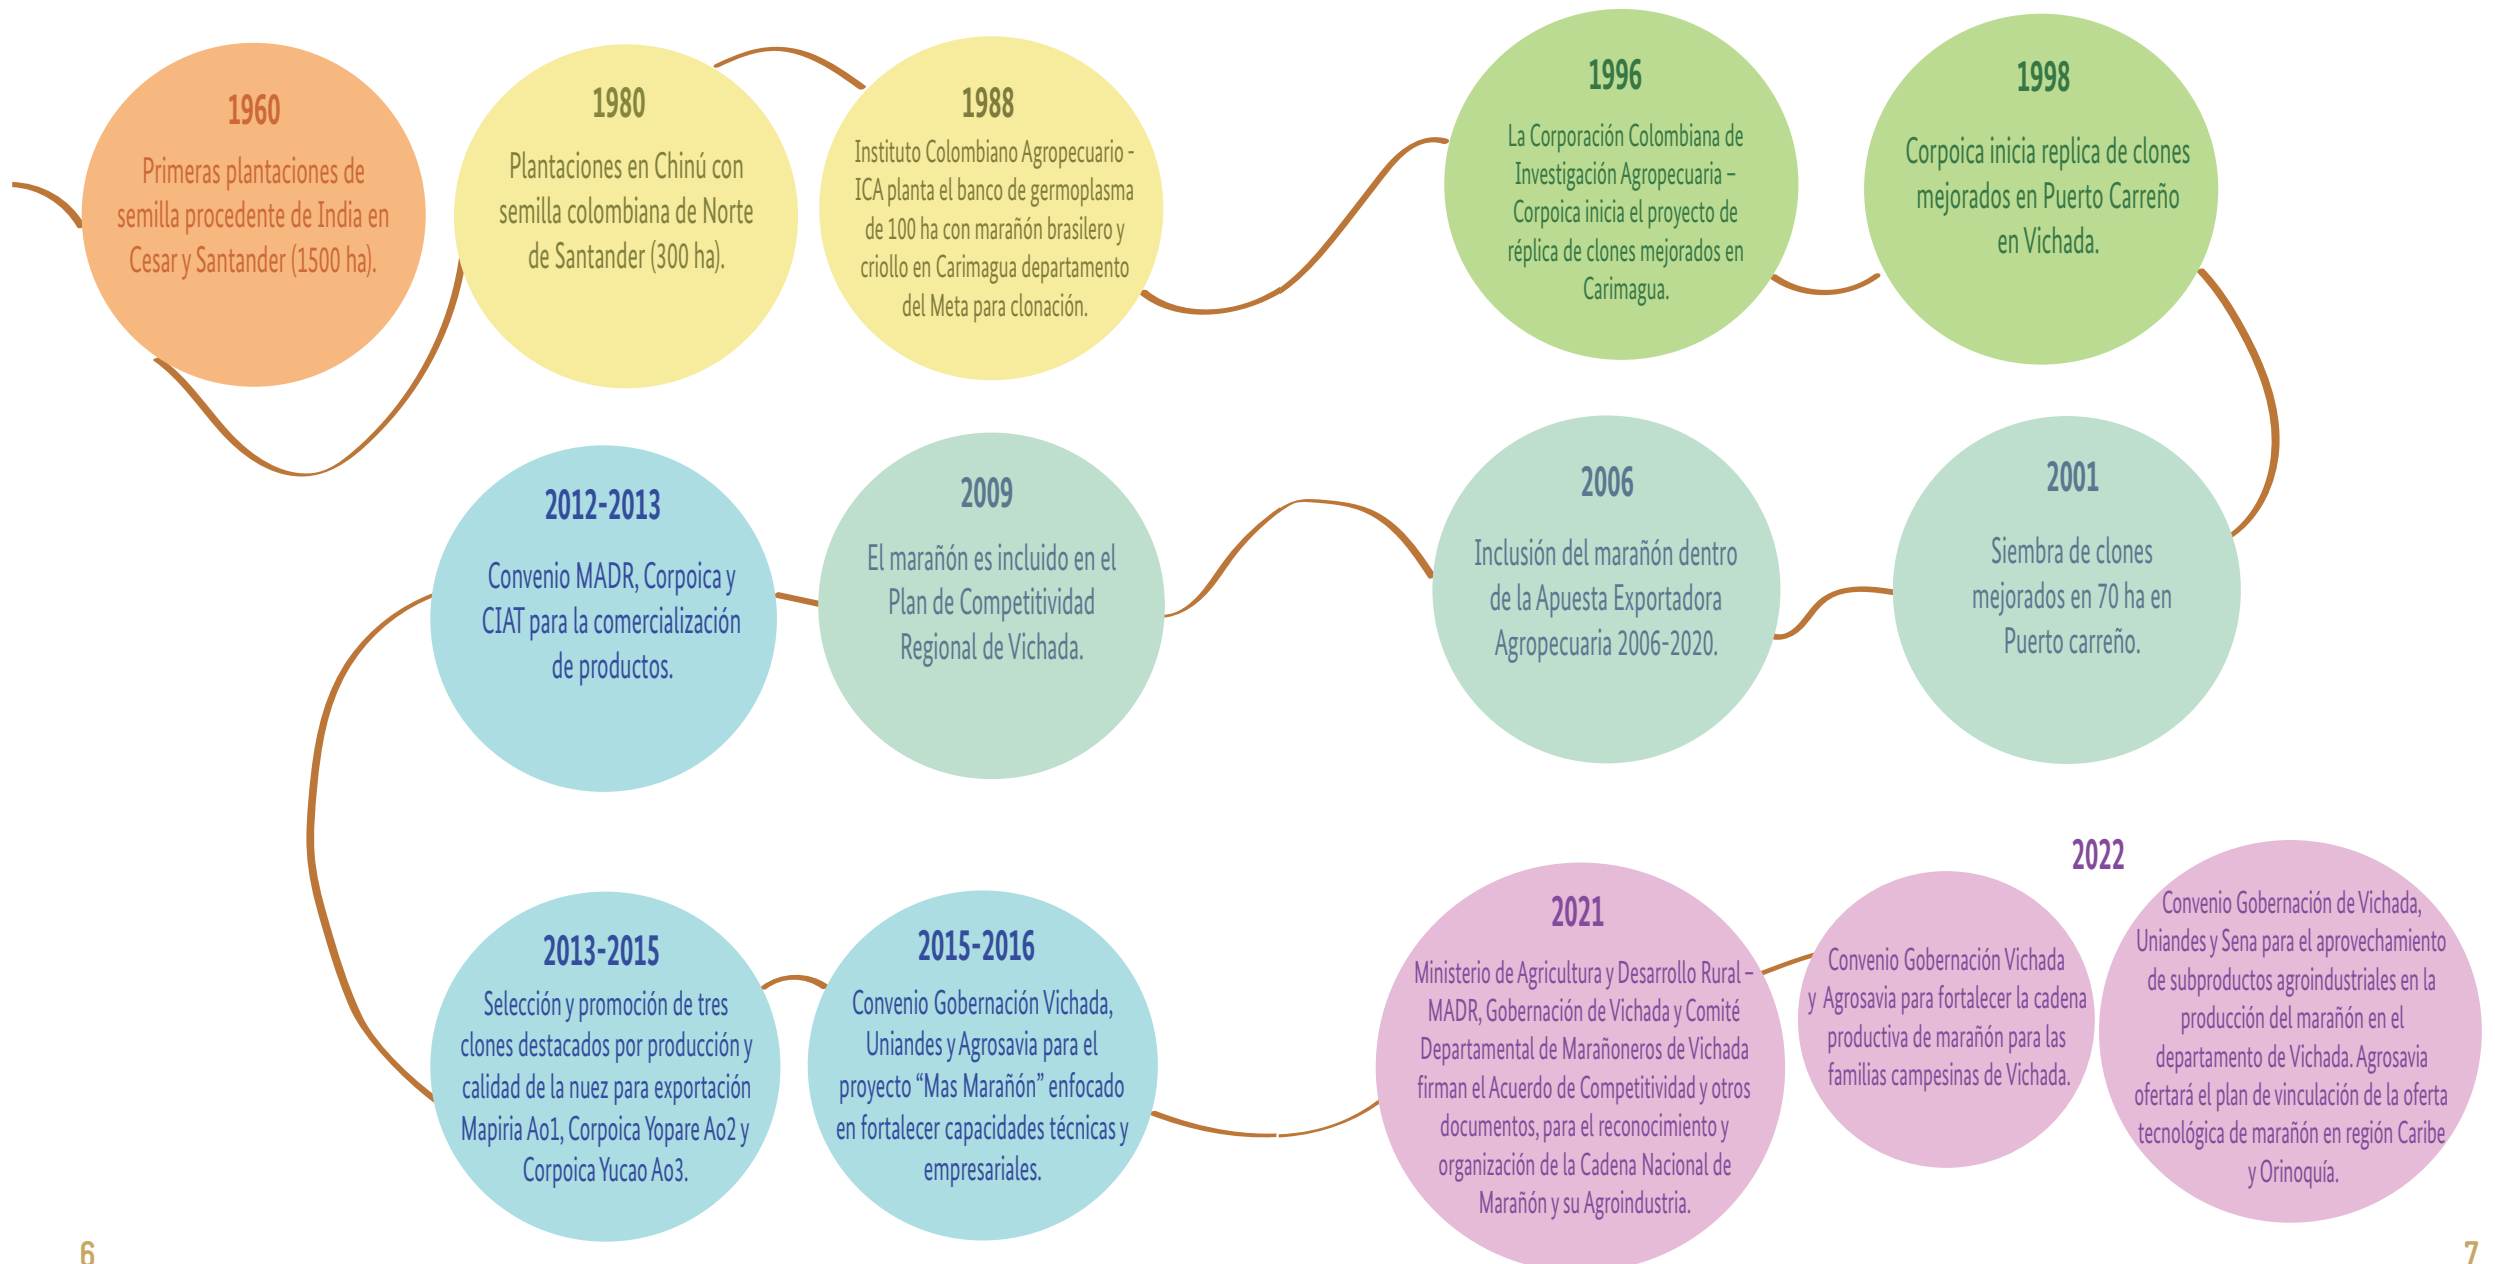 1960
Primeras plantaciones de
semilla procedente de India en
Cesar y Santander (1500 ha).
1980
Plantaciones en Chinú con
semilla colombiana de Norte
de Santander (300 ha).
1988
Instituto Colombiano Agropecuario -
ICA planta el banco de germoplasma
de 100 ha con marañón brasilero y
criollo en Carimagua departamento
del Meta para clonación.
1996
La Corporación Colombiana de
Investigación Agropecuaria –
Corpoica inicia el proyecto de
réplica de clones mejorados en
Carimagua.
1998
Corpoica inicia replica de clones
mejorados en Puerto Carreño
en Vichada.
2001
Siembra de clones
mejorados en 70 ha en
Puerto carreño.
2006
Inclusión del marañón dentro
de la Apuesta Exportadora
Agropecuaria 2006-2020.
2009
El marañón es incluido en el
Plan de Competitividad
Regional de Vichada.
2012-2013
Convenio MADR, Corpoica y
CIAT para la comercialización
de productos.
2013-2015
Selección y promoción de tres
clones destacados por producción y
calidad de la nuez para exportación
Mapiria Ao1, Corpoica Yopare Ao2 y
Corpoica Yucao Ao3.
2015-2016
Convenio Gobernación Vichada,
Uniandes y Agrosavia para el
proyecto “Mas Marañón” enfocado
en fortalecer capacidades técnicas y
empresariales.
2021
Ministerio de Agricultura y Desarrollo Rural –
MADR, Gobernación de Vichada y Comité
Departamental de Marañoneros de Vichada
firman el Acuerdo de Competitividad y otros
documentos, para el reconocimiento y
organización de la Cadena Nacional de
Marañón y su Agroindustria.
2022
Convenio Gobernación Vichada
y Agrosavia para fortalecer la cadena
productiva de marañón para las
familias campesinas de Vichada.
Convenio Gobernación de Vichada,
Uniandes y Sena para el aprovechamiento
de subproductos agroindustriales en la
producción del marañón en el
departamento de Vichada. Agrosavia
ofertará el plan de vinculación de la oferta
tecnológica de marañón en región Caribe
y Orinoquía.
6
7